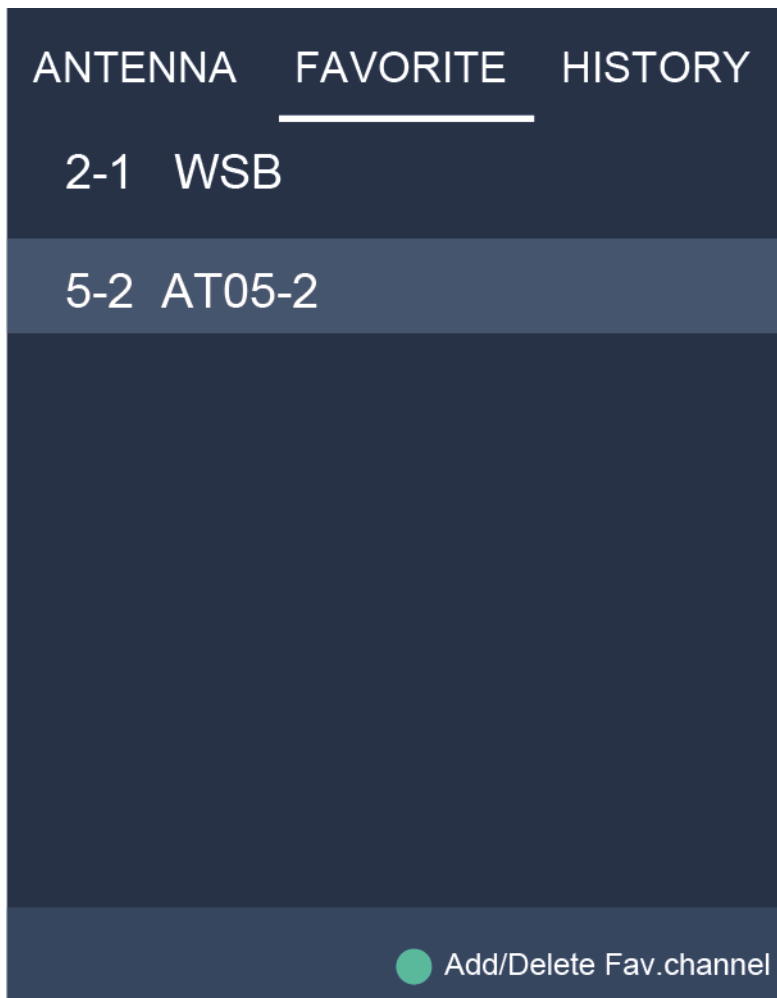 ANTENNA FAVORITE HISTORY
2-1 WSB
5-2 AT05-2
Add/Delete Fav.channel